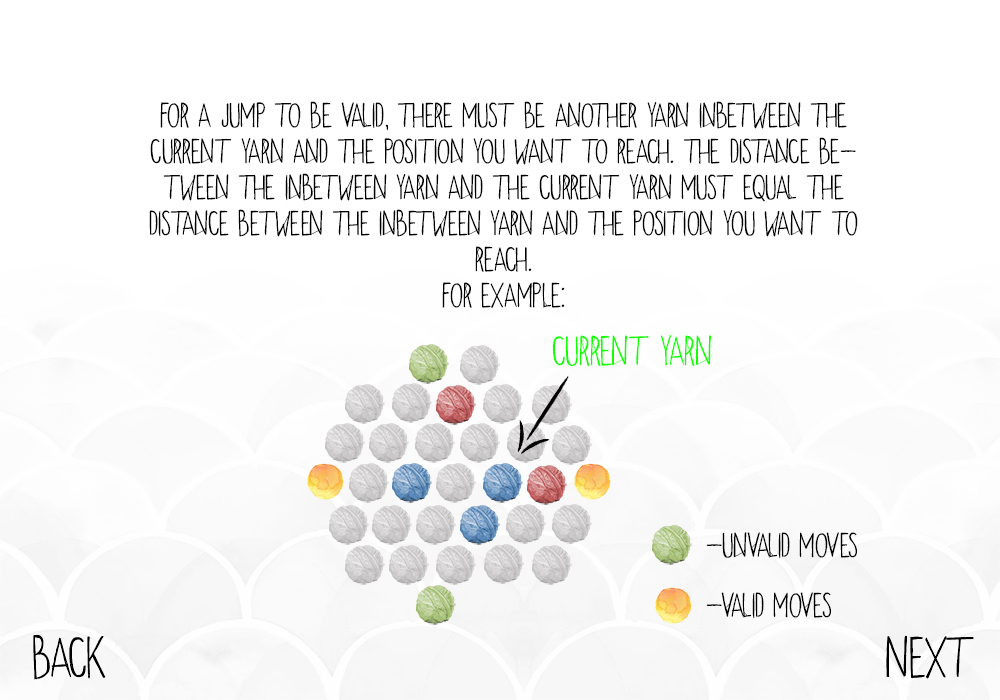 FOR A JUMP TO BE VALID, THERE MUST BE ANOTHER YARN INBETWEEN THE
CURRENT YARN AND THE POSITION YOU WANT TO REACH. THE DISTANCE BE-
TWEEN THE INBETWEEN YARN AND THE CURRENT YARN MUST EQUAL THE
DISTANCE BETWEEN THE INBETWEEN YARN AND THE POSITION YOU WANT TO
REACH.
FOR EXAMPLE:
CURRENT YARN
-UNVALID MOVES
-VALID MOVES
BACK
NEXT